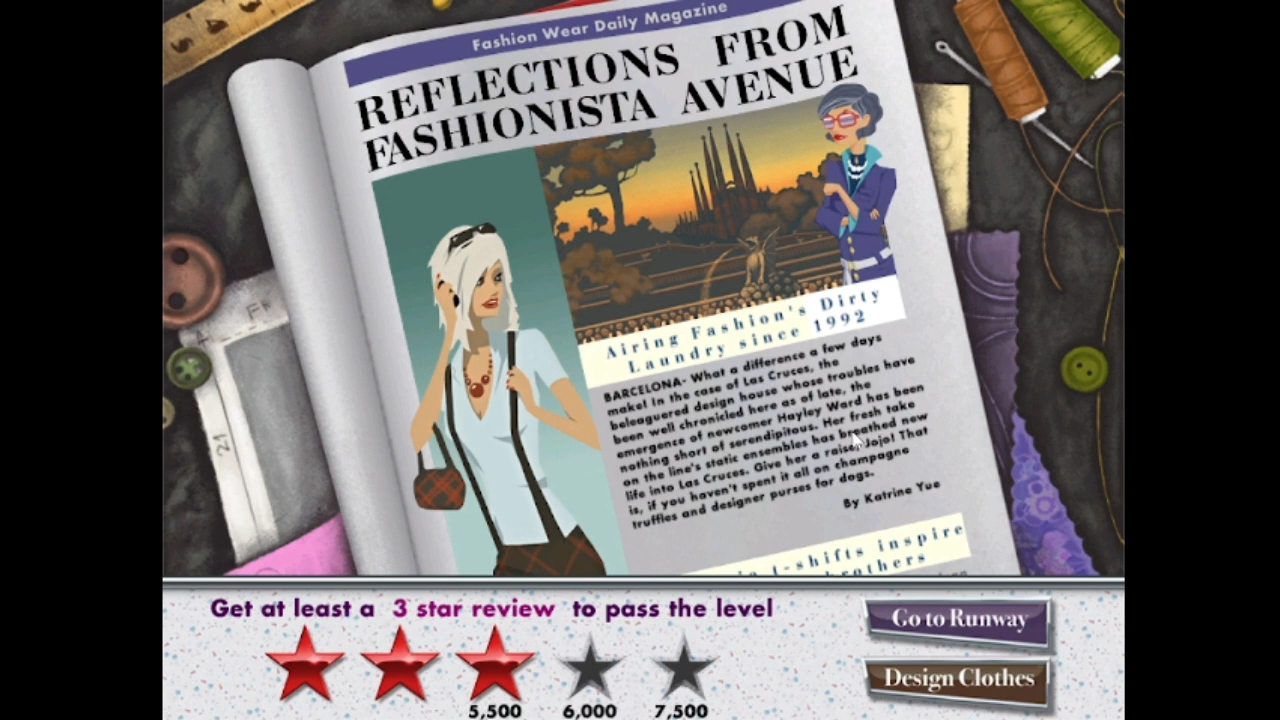 Fashion Wear Daily Magazine
REFLECTIONS FROM
FASHIONISTA AVENUE
Airing Fashion's Dirty
Laundry since 1992
BARCELONA- What a difference a few days
make! In the case of Las Cruces, the
beleaguered design house whose troubles have
been well chronicled here as of late, the
emergence of newcomer Hayley Ward has been
nothing short of serendipitous. Her fresh take
on the line's static ensembles has breathed new
life into Las Cruces. Give her a raise, Jojo! That
is, if you haven't spent it all on champagne
truffles and designer purses for dogs.
By Katrine Yue
t-shifts inspire
Get at least a 3 star review to pass the level
Go to Runway
Design Clothes
5,500 6,000 7,500